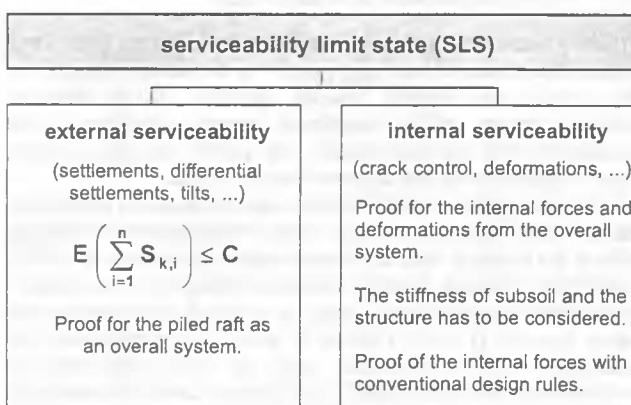 serviceability limit state (SLS)
external serviceability
(settlements, differential
settlements, tilts, ...)
E ( n ∑ i=1 S k,i ) ≤ C
Proof for the piled raft as
an overall system.
internal serviceability
(crack control, deformations, ...)
Proof for the internal forces and
deformations from the overall
system.
The stiffness of subsoil and the
structure has to be considered.
Proof of the internal forces with
conventional design rules.